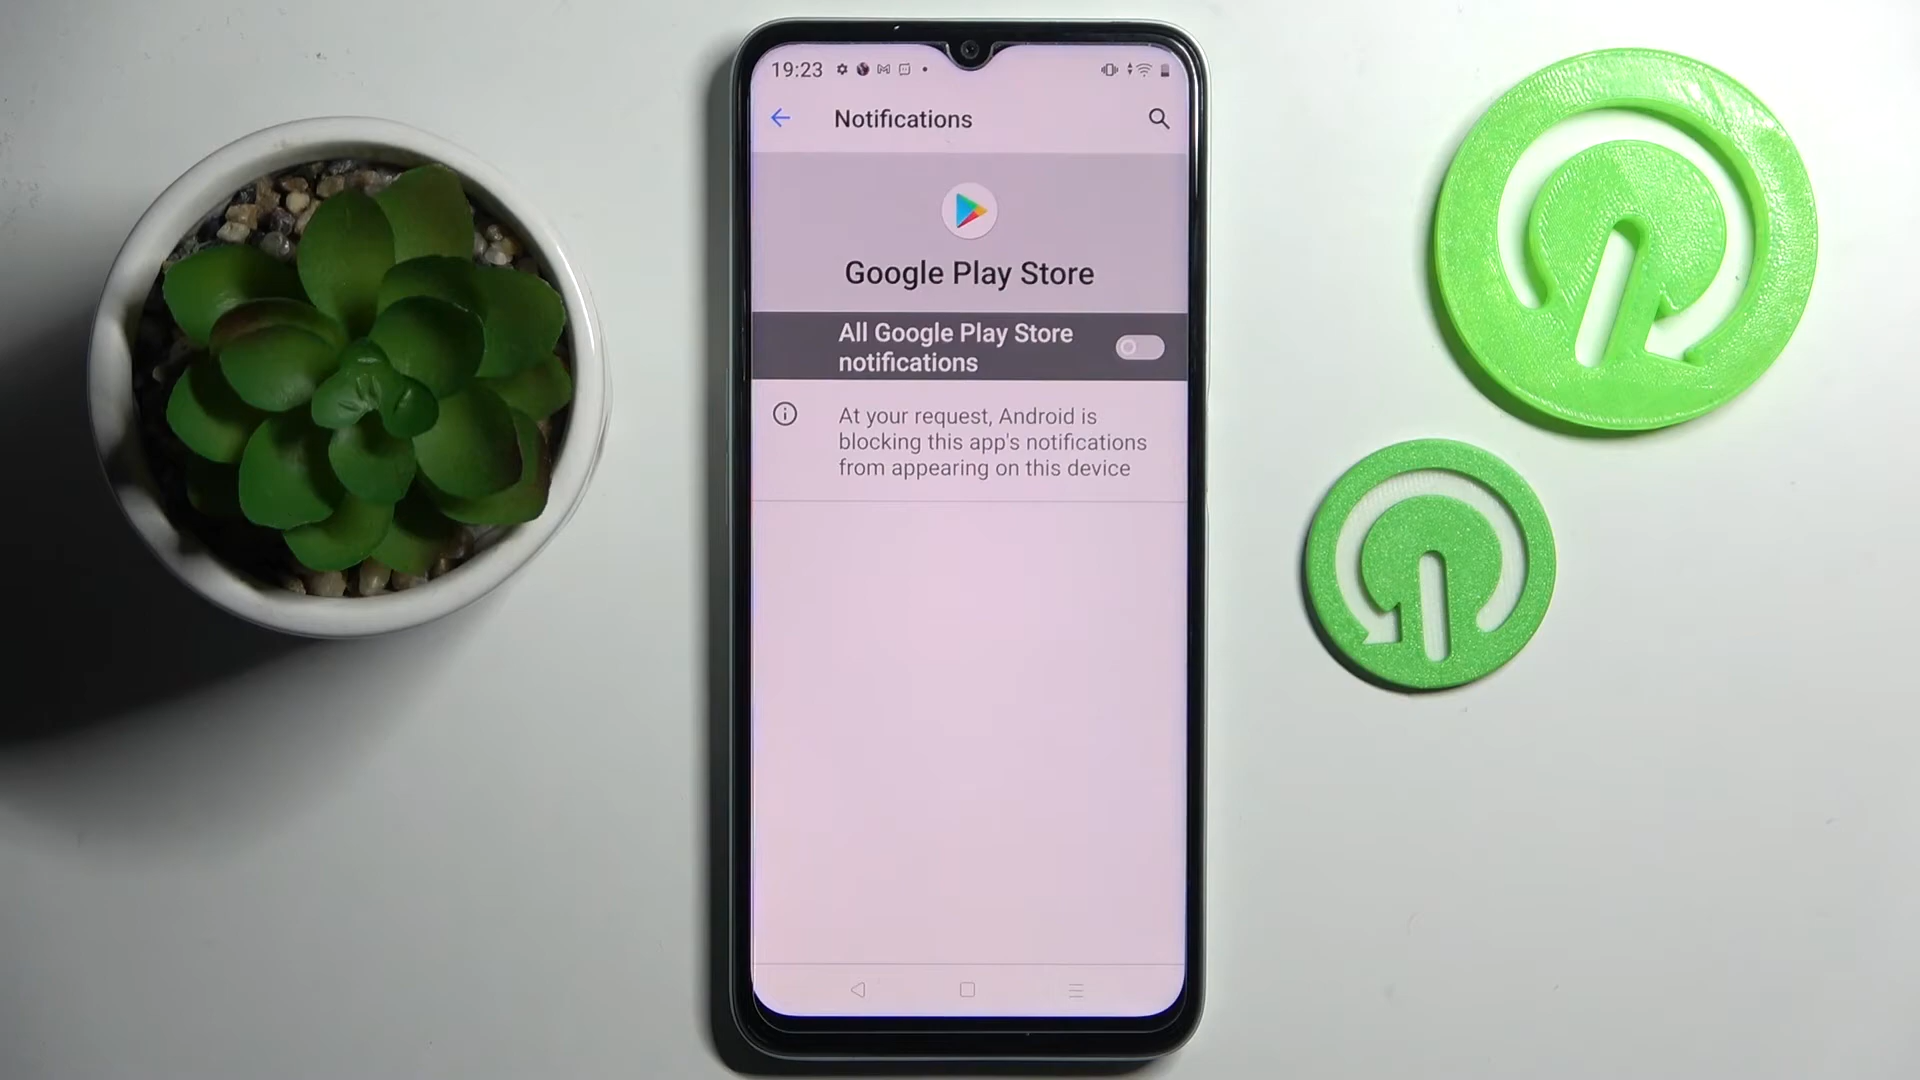 19:23
Notifications
Google Play Store
All Google Play Store
notifications
At your request, Android is
blocking this app's notifications
from appearing on this device